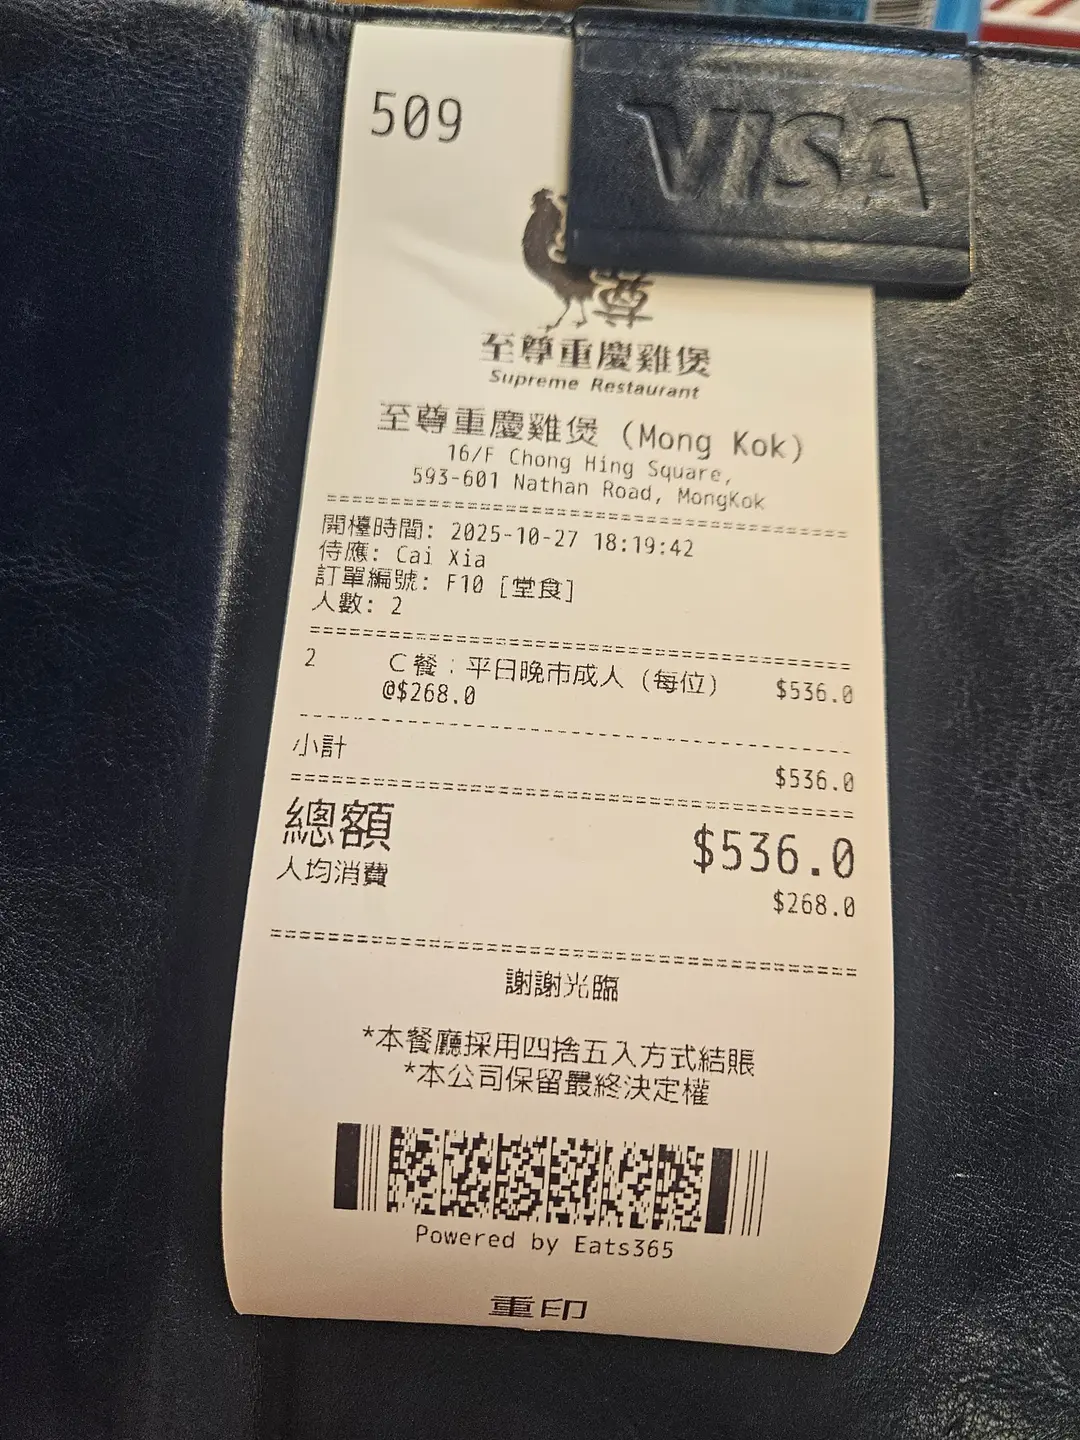 VISA
509
至尊重慶雞煲
Supreme Restaurant
至尊重慶雞煲 (Mong Kok)
16/F Chong Hing Square,
593-601 Nathan Road, MongKok
開檯時間: 2025-10-27 18:19:42
侍應: Cai Xia
訂單編號: F10 [堂食]
人數: 2
2 C餐：平日晚市成人（每位） $536.0
@$268.0
小計 $536.0
總額 $536.0
人均消費 $268.0
謝謝光臨
*本餐廳採用四捨五入方式結賬
*本公司保留最終決定權
Powered by Eats365
重印